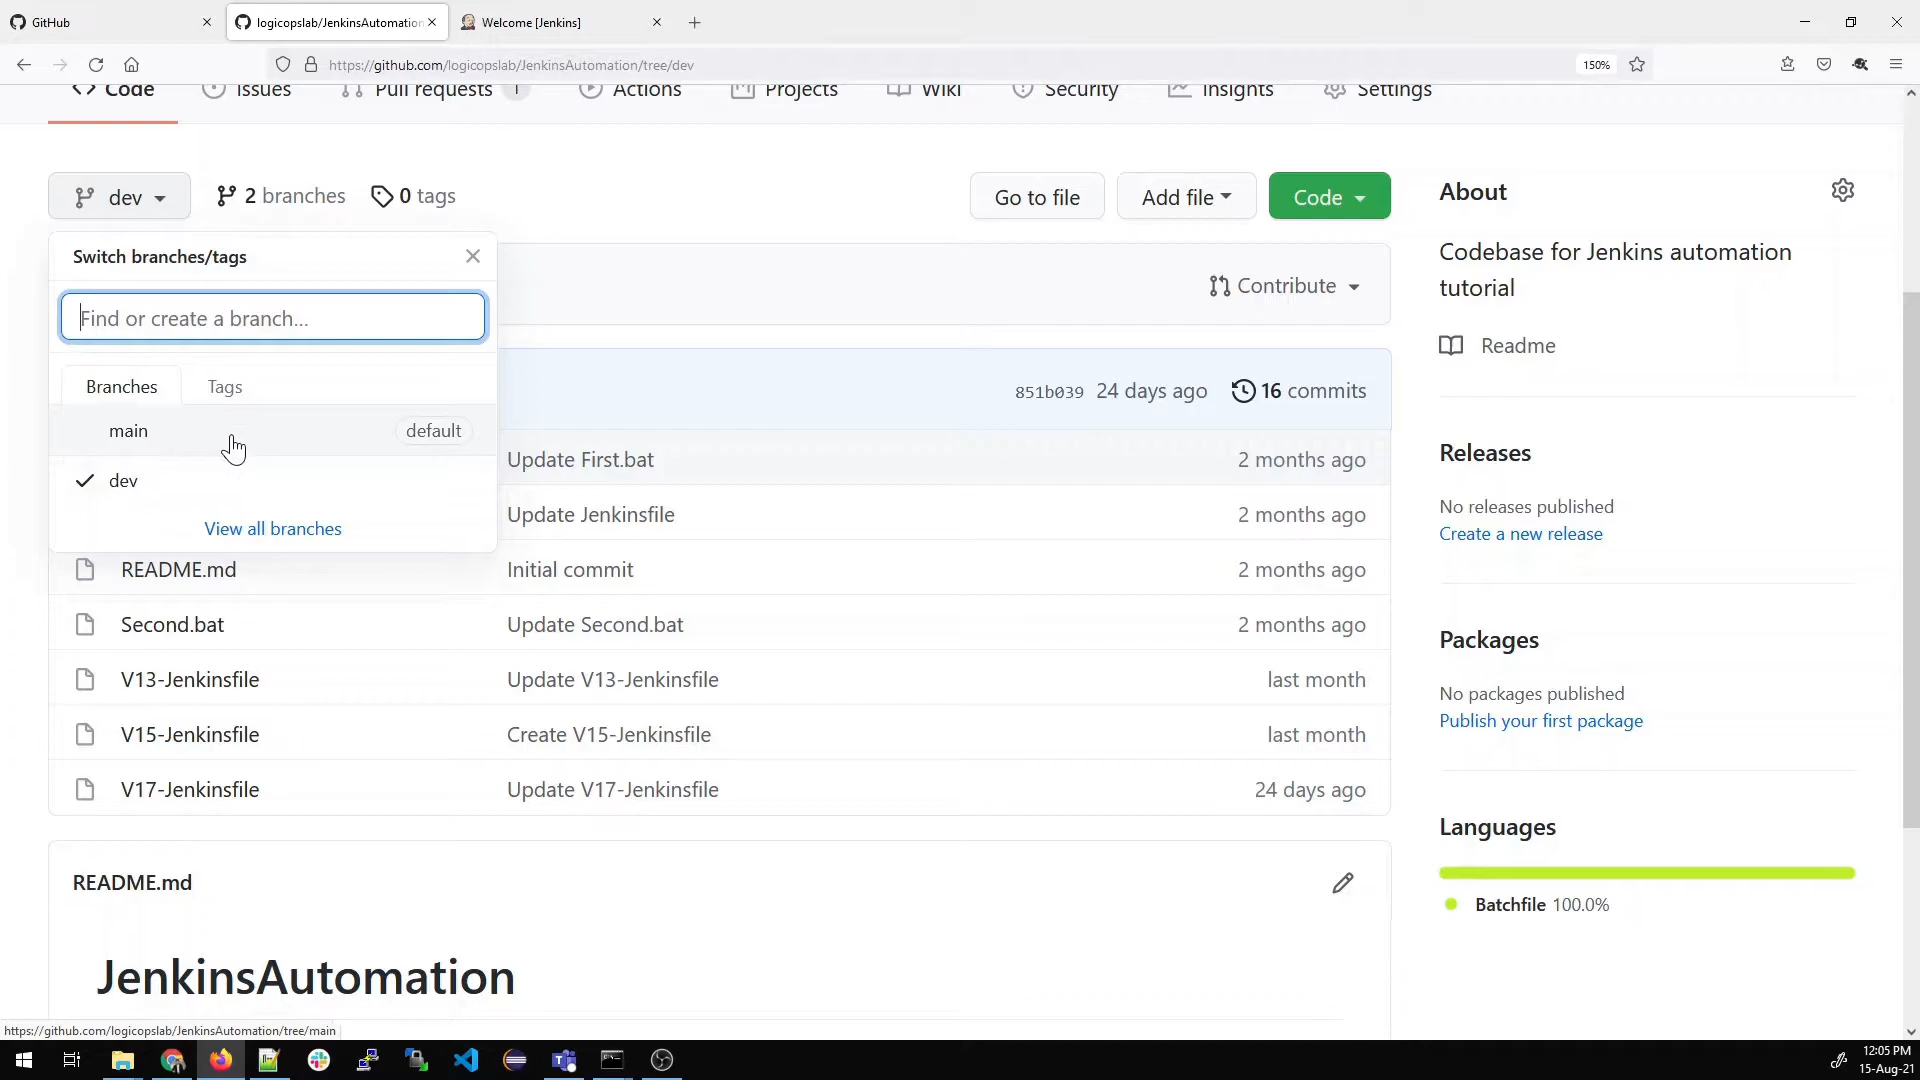 GitHub
logicopslab/JenkinsAutomation
Welcome [Jenkins]
https://github.com/logicopslab/JenkinsAutomation/tree/dev
150%
Code
Issues
Pull requests
1
Actions
Projects
Wiki
Security
Insights
Settings
dev
2 branches
0 tags
Go to file
Add file
Code
Switch branches/tags
Find or create a branch...
Branches
Tags
main
default
dev
View all branches
Contribute
851b039
24 days ago
16 commits
Update First.bat
2 months ago
Update Jenkinsfile
2 months ago
README.md
Initial commit
2 months ago
Second.bat
Update Second.bat
2 months ago
V13-Jenkinsfile
Update V13-Jenkinsfile
last month
V15-Jenkinsfile
Create V15-Jenkinsfile
last month
V17-Jenkinsfile
Update V17-Jenkinsfile
24 days ago
README.md
JenkinsAutomation
About
Codebase for Jenkins automation
tutorial
Readme
Releases
No releases published
Create a new release
Packages
No packages published
Publish your first package
Languages
Batchfile 100.0%
https://github.com/logicopslab/JenkinsAutomation/tree/main
12:05 PM
15-Aug-21